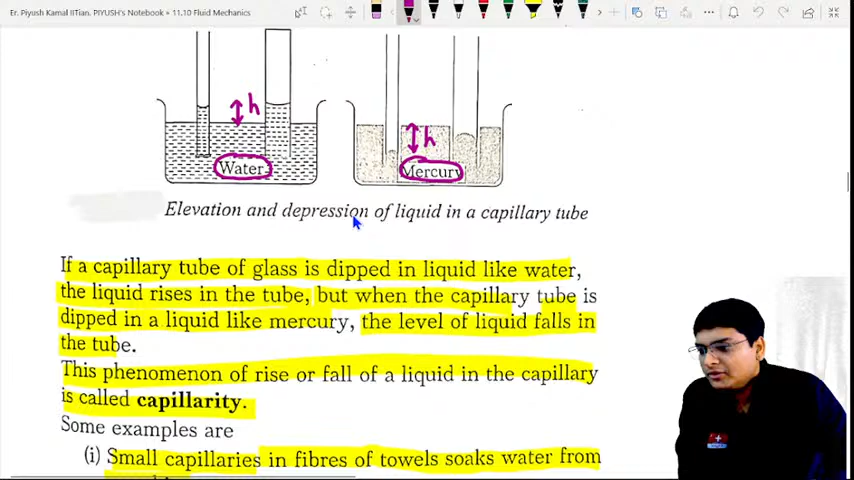 Er. Piyush Kamal IITian. PIYUSH's Notebook » 11.10 Fluid Mechanics
h
h
Water
Mercury
Elevation and depression of liquid in a capillary tube
If a capillary tube of glass is dipped in liquid like water,
the liquid rises in the tube, but when the capillary tube is
dipped in a liquid like mercury, the level of liquid falls in
the tube.
This phenomenon of rise or fall of a liquid in the capillary
is called capillarity.
Some examples are
(i) Small capillaries in fibres of towels soaks water from